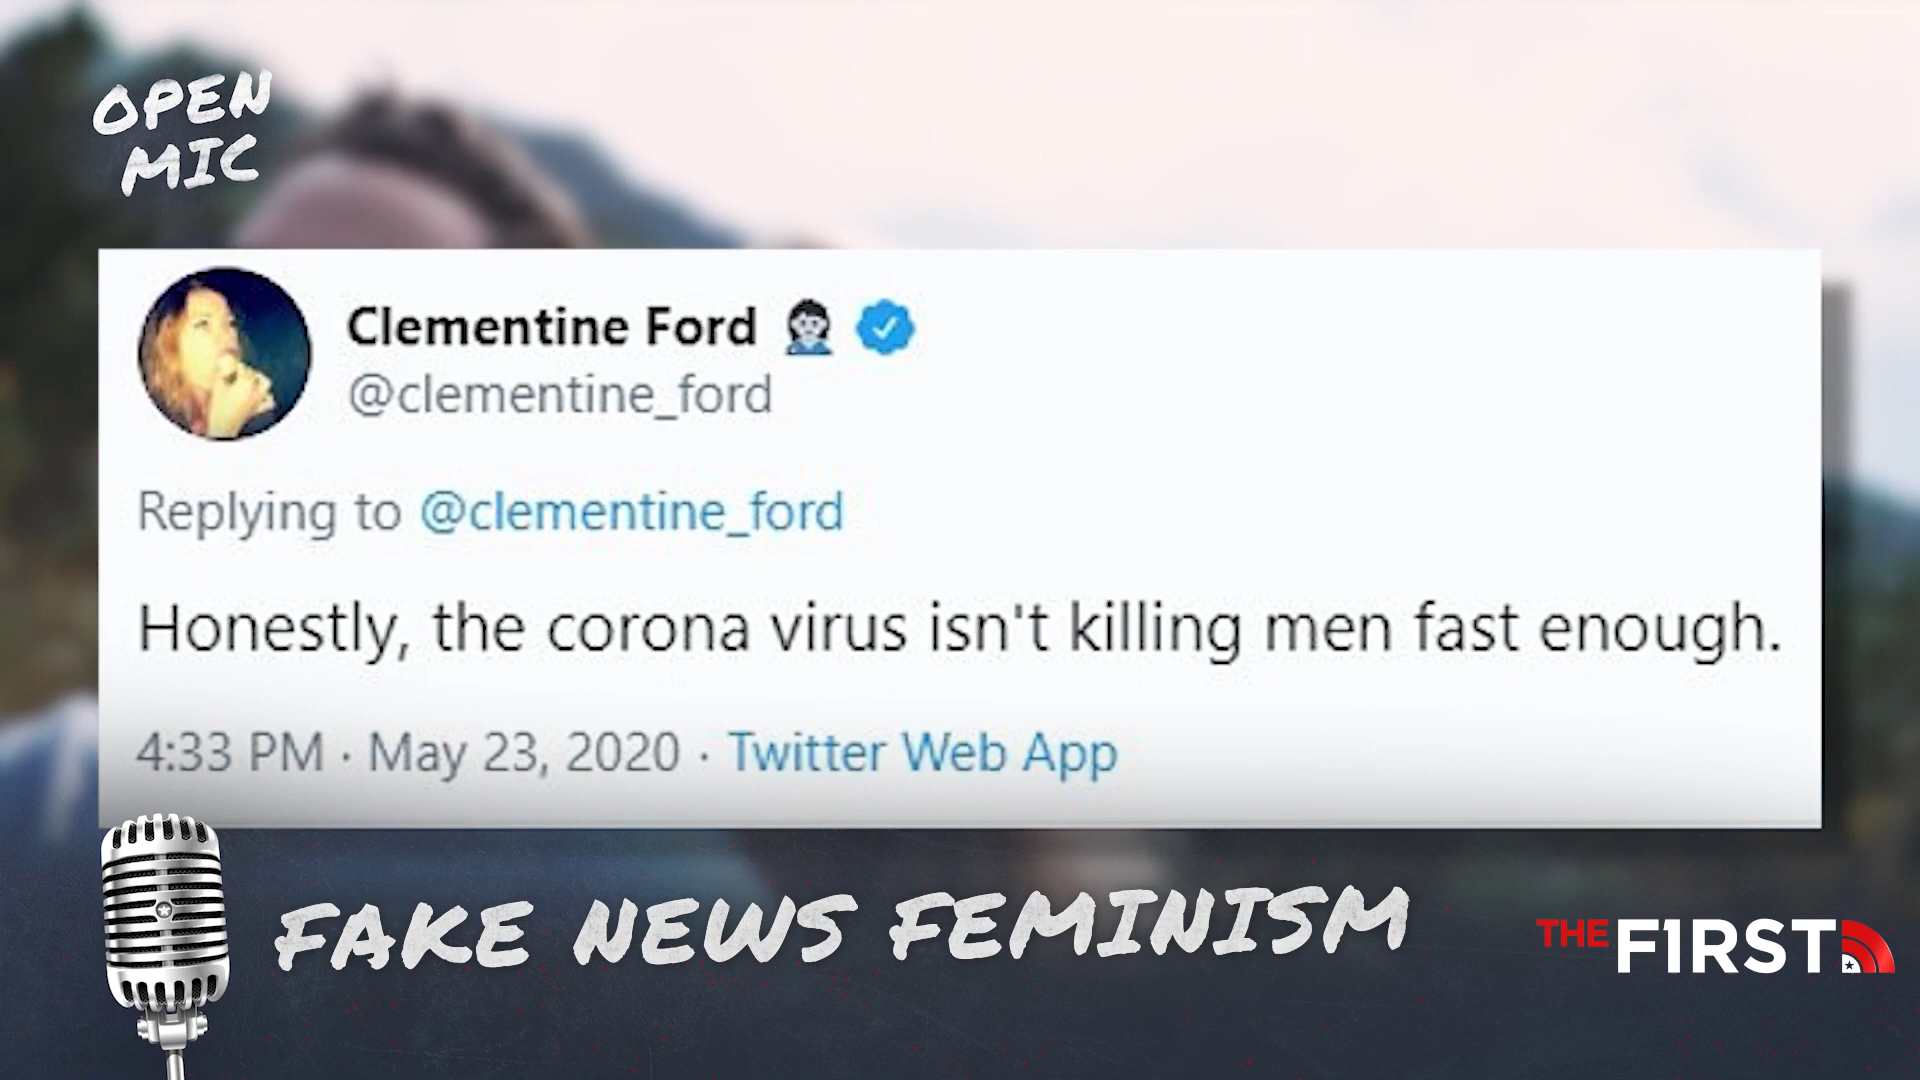 OPEN
MIC
Clementine Ford
@clementine_ford
Replying to @clementine_ford
Honestly, the corona virus isn't killing men fast enough.
4:33 PM · May 23, 2020 · Twitter Web App
FAKE NEWS FEMINISM
THE FIRST